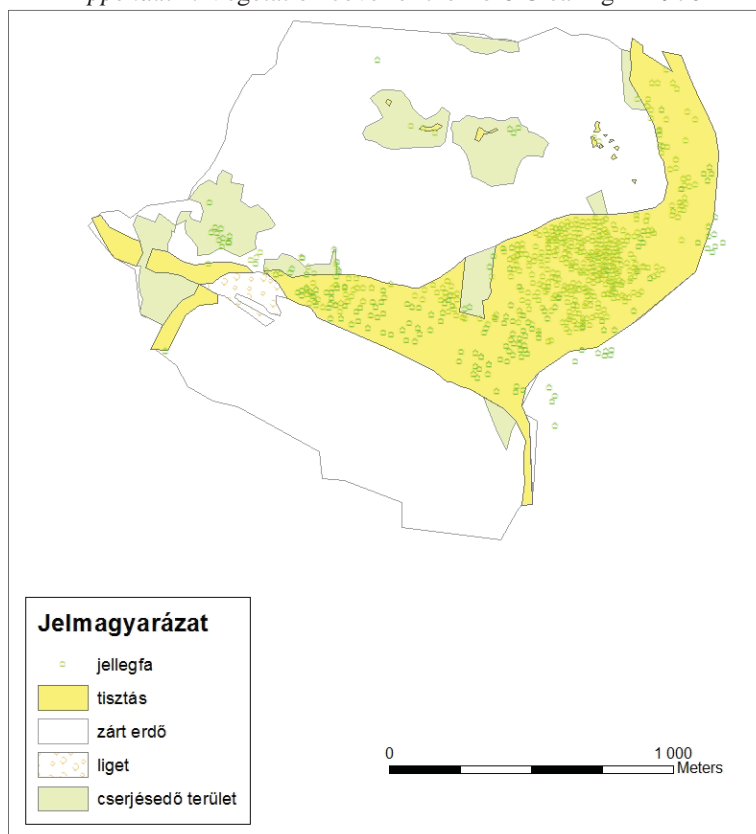 Jelmagyarázat
jellegfa
tisztás
zárt erdő
liget
cserjésedő terület
0 1 000
Meters